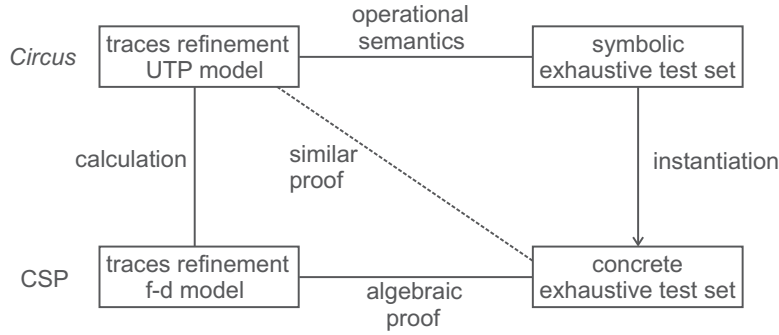 operational
semantics
Circus
traces refinement
UTP model
symbolic
exhaustive test set
calculation
similar
proof
instantiation
CSP
traces refinement
f-d model
algebraic
proof
concrete
exhaustive test set